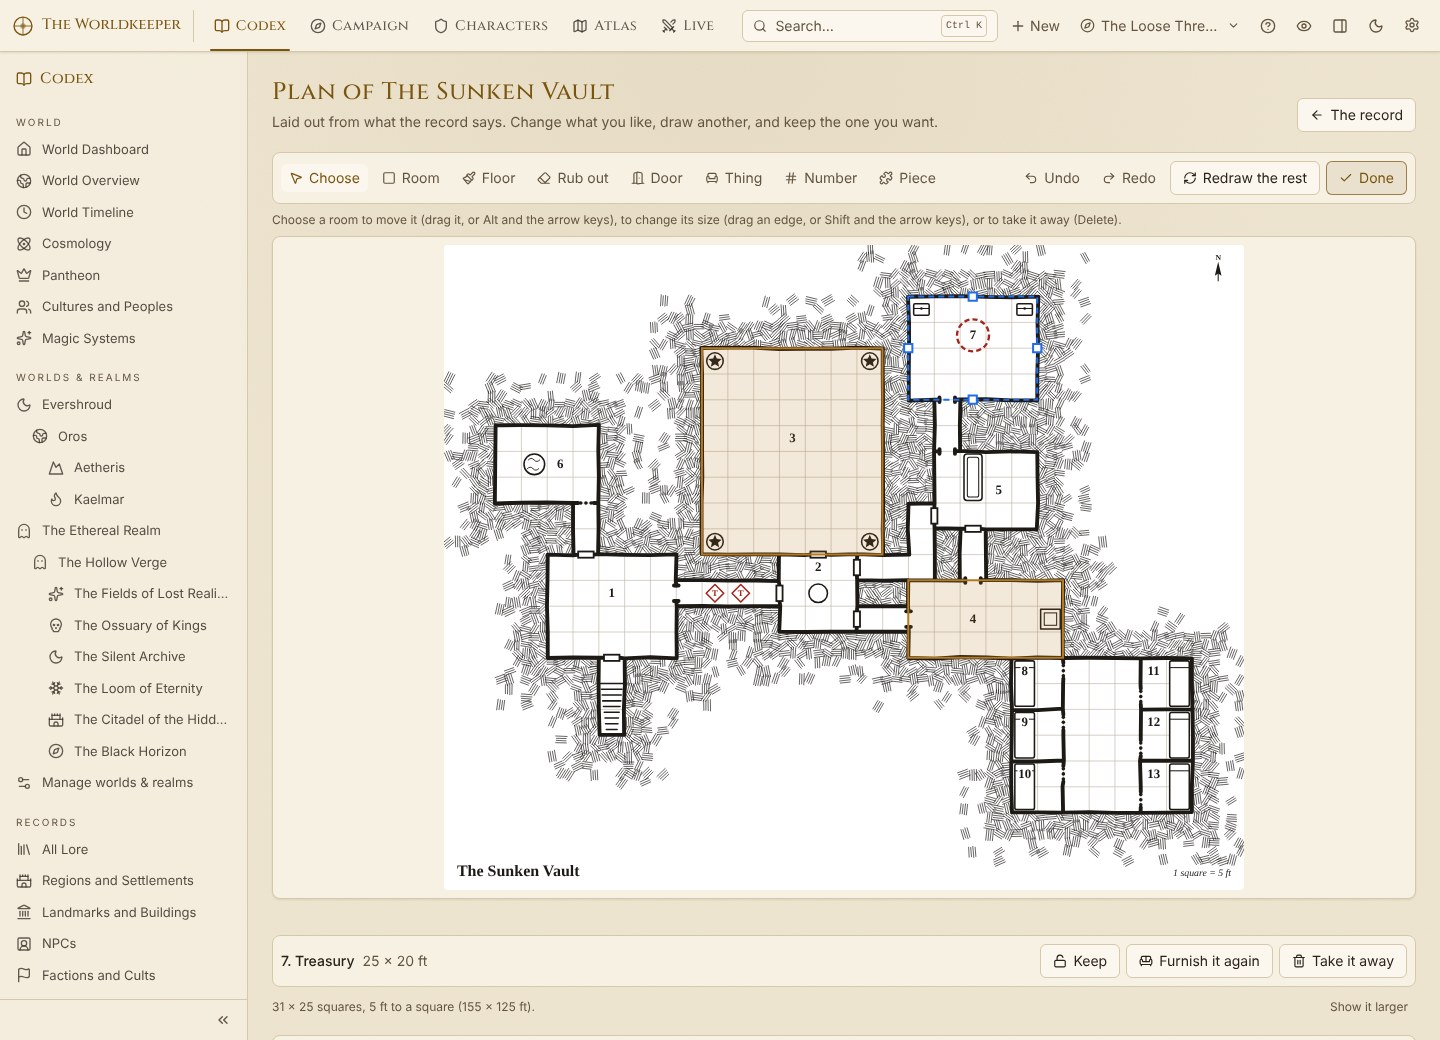 THE WORLDKEEPER
CODEX
CAMPAIGN
CHARACTERS
ATLAS
LIVE
Search...
Ctrl K
New
The Loose Thre...
CODEX
WORLD
World Dashboard
World Overview
World Timeline
Cosmology
Pantheon
Cultures and Peoples
Magic Systems
WORLDS & REALMS
Evershroud
Oros
Aetheris
Kaelmar
The Ethereal Realm
The Hollow Verge
The Fields of Lost Reali...
The Ossuary of Kings
The Silent Archive
The Loom of Eternity
The Citadel of the Hidd...
The Black Horizon
Manage worlds & realms
RECORDS
All Lore
Regions and Settlements
Landmarks and Buildings
NPCs
Factions and Cults
PLAN OF THE SUNKEN VAULT
Laid out from what the record says. Change what you like, draw another, and keep the one you want.
The record
Choose
Room
Floor
Rub out
Door
Thing
Number
Piece
Undo
Redo
Redraw the rest
Done
Choose a room to move it (drag it, or Alt and the arrow keys), to change its size (drag an edge, or Shift and the arrow keys), or to take it away (Delete).
N
7
3
6
5
2
1
T T
4
8
11
9
12
10
13
The Sunken Vault
1 square = 5 ft
7. Treasury 25 × 20 ft
Keep
Furnish it again
Take it away
31 × 25 squares, 5 ft to a square (155 × 125 ft).
Show it larger